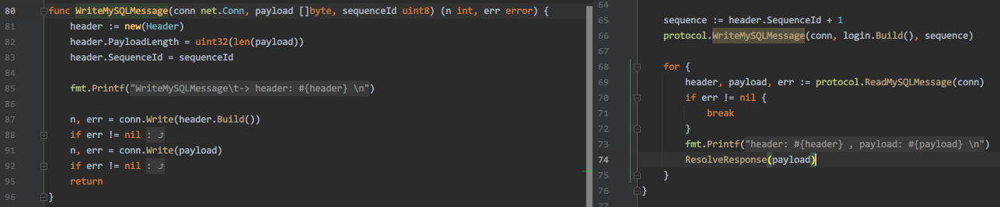 80 func WriteMySQLMessage(conn net.Conn, payload []byte, sequenceId uint8) (n int, err error) {
81 header := new(Header)
82 header.PayloadLength = uint32(len(payload))
83 header.SequenceId = sequenceId
84
85 fmt.Printf("WriteMySQLMessage\t-> header: #{header} \n")
86
87 n, err = conn.Write(header.Build())
88 if err != nil :
91 n, err = conn.Write(payload)
92 if err != nil :
95 return
96 }
64
65 sequence := header.SequenceId + 1
66 protocol.WriteMySQLMessage(conn, login.Build(), sequence)
67
68 for {
69 header, payload, err := protocol.ReadMySQLMessage(conn)
70 if err != nil {
71 break
72 }
73 fmt.Printf("header: #{header} , payload: #{payload} \n")
74 ResolveResponse(payload)
75 }
76 }
77